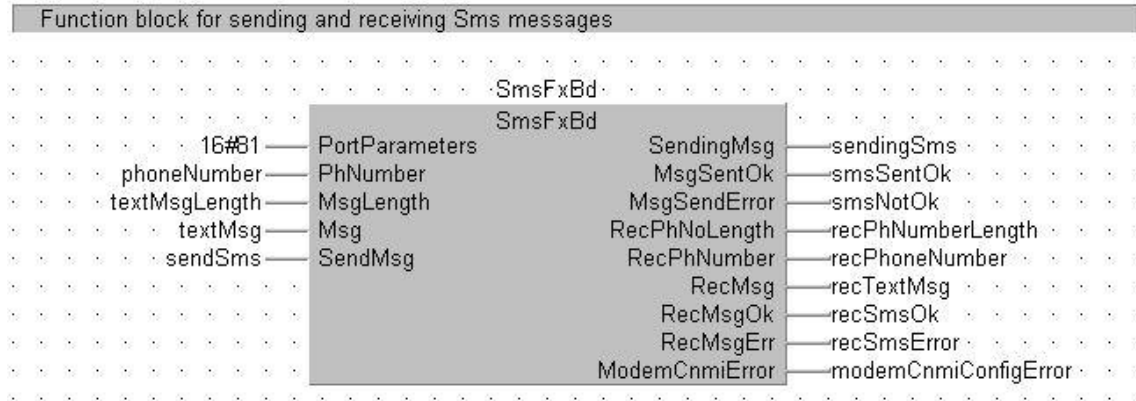 Function block for sending and receiving Sms messages
SmsFxBd
SmsFxBd
16#81 PortParameters SendingMsg sendingSms
phoneNumber PhNumber MsgSentOk smsSentOk
textMsgLength MsgLength MsgSendError smsNotOk
textMsg Msg RecPhNoLength recPhNumberLength
sendSms SendMsg RecPhNumber recPhoneNumber
RecMsg recTextMsg
RecMsgOk recSmsOk
RecMsgErr recSmsError
ModemCnmiError modemCnmiConfigError